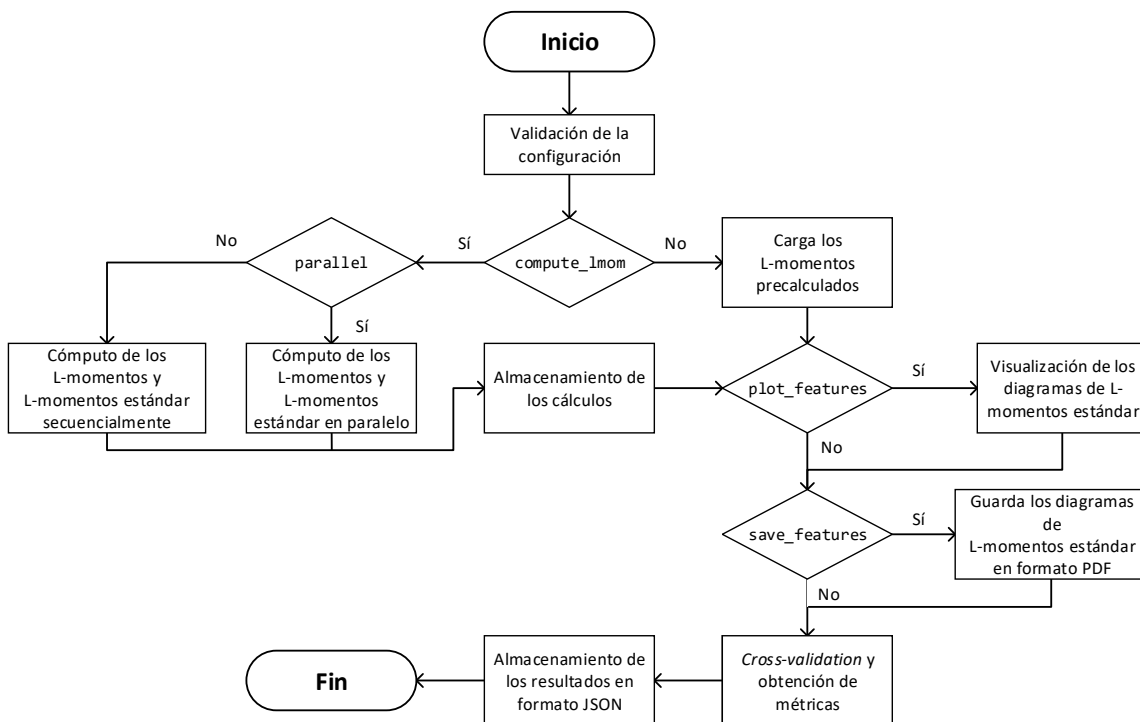 Inicio
Validación de la
configuración
No
parallel
Sí
compute_lmom
No
Carga los
L-momentos
precalculados
Sí
Cómputo de los
L-momentos y
L-momentos estándar
secuencialmente
Cómputo de los
L-momentos y
L-momentos
estándar en paralelo
Almacenamiento de
los cálculos
plot_features
Sí
Visualización de los
diagramas de L-
momentos estándar
No
save_features
Sí
Guarda los diagramas
de
L-momentos estándar
en formato PDF
No
Fin
Almacenamiento de
los resultados en
formato JSON
Cross-validation y
obtención de
métricas